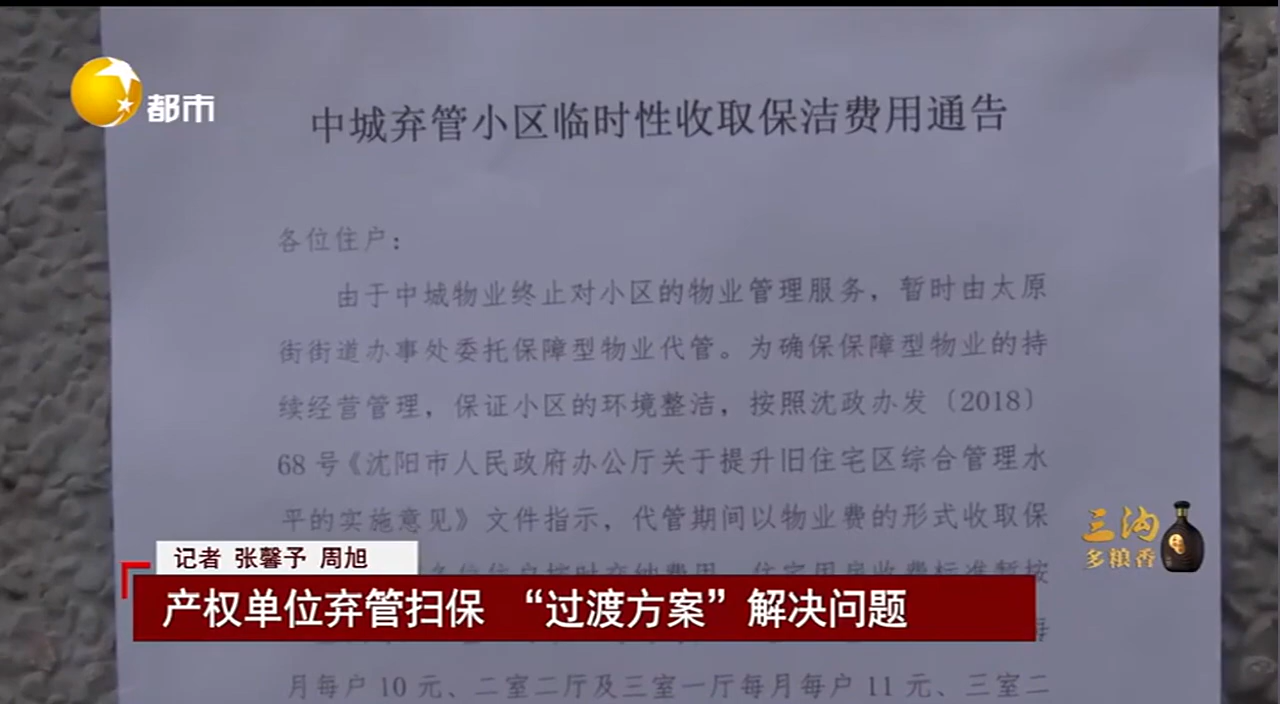 都市
中城弃管小区临时性收取保洁费用通告
各位住户：
由于中城物业终止对小区的物业管理服务，暂时由太原
街街道办事处委托保障型物业代管。为确保保障型物业的持
续经营管理，保证小区的环境整洁，按照沈政办发〔2018〕
68 号《沈阳市人民政府办公厅关于提升旧住宅区综合管理水
平的实施意见》文件指示，代管期间以物业费的形式收取保
三沟
多粮香
记者 张馨予 周旭
产权单位弃管扫保 “过渡方案”解决问题
月每户 10 元、二室二厅及三室一厅每月每户 11 元、三室二